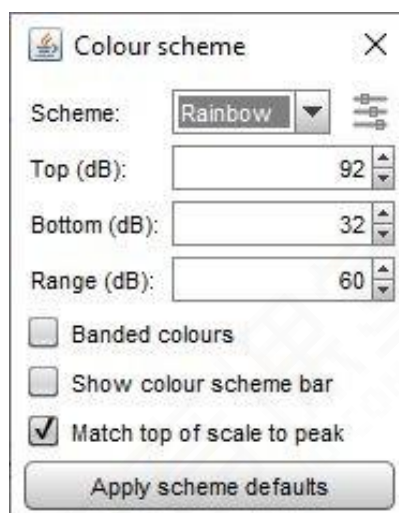 Colour scheme
Scheme: Rainbow
Top (dB): 92
Bottom (dB): 32
Range (dB): 60
Banded colours
Show colour scheme bar
Match top of scale to peak
Apply scheme defaults